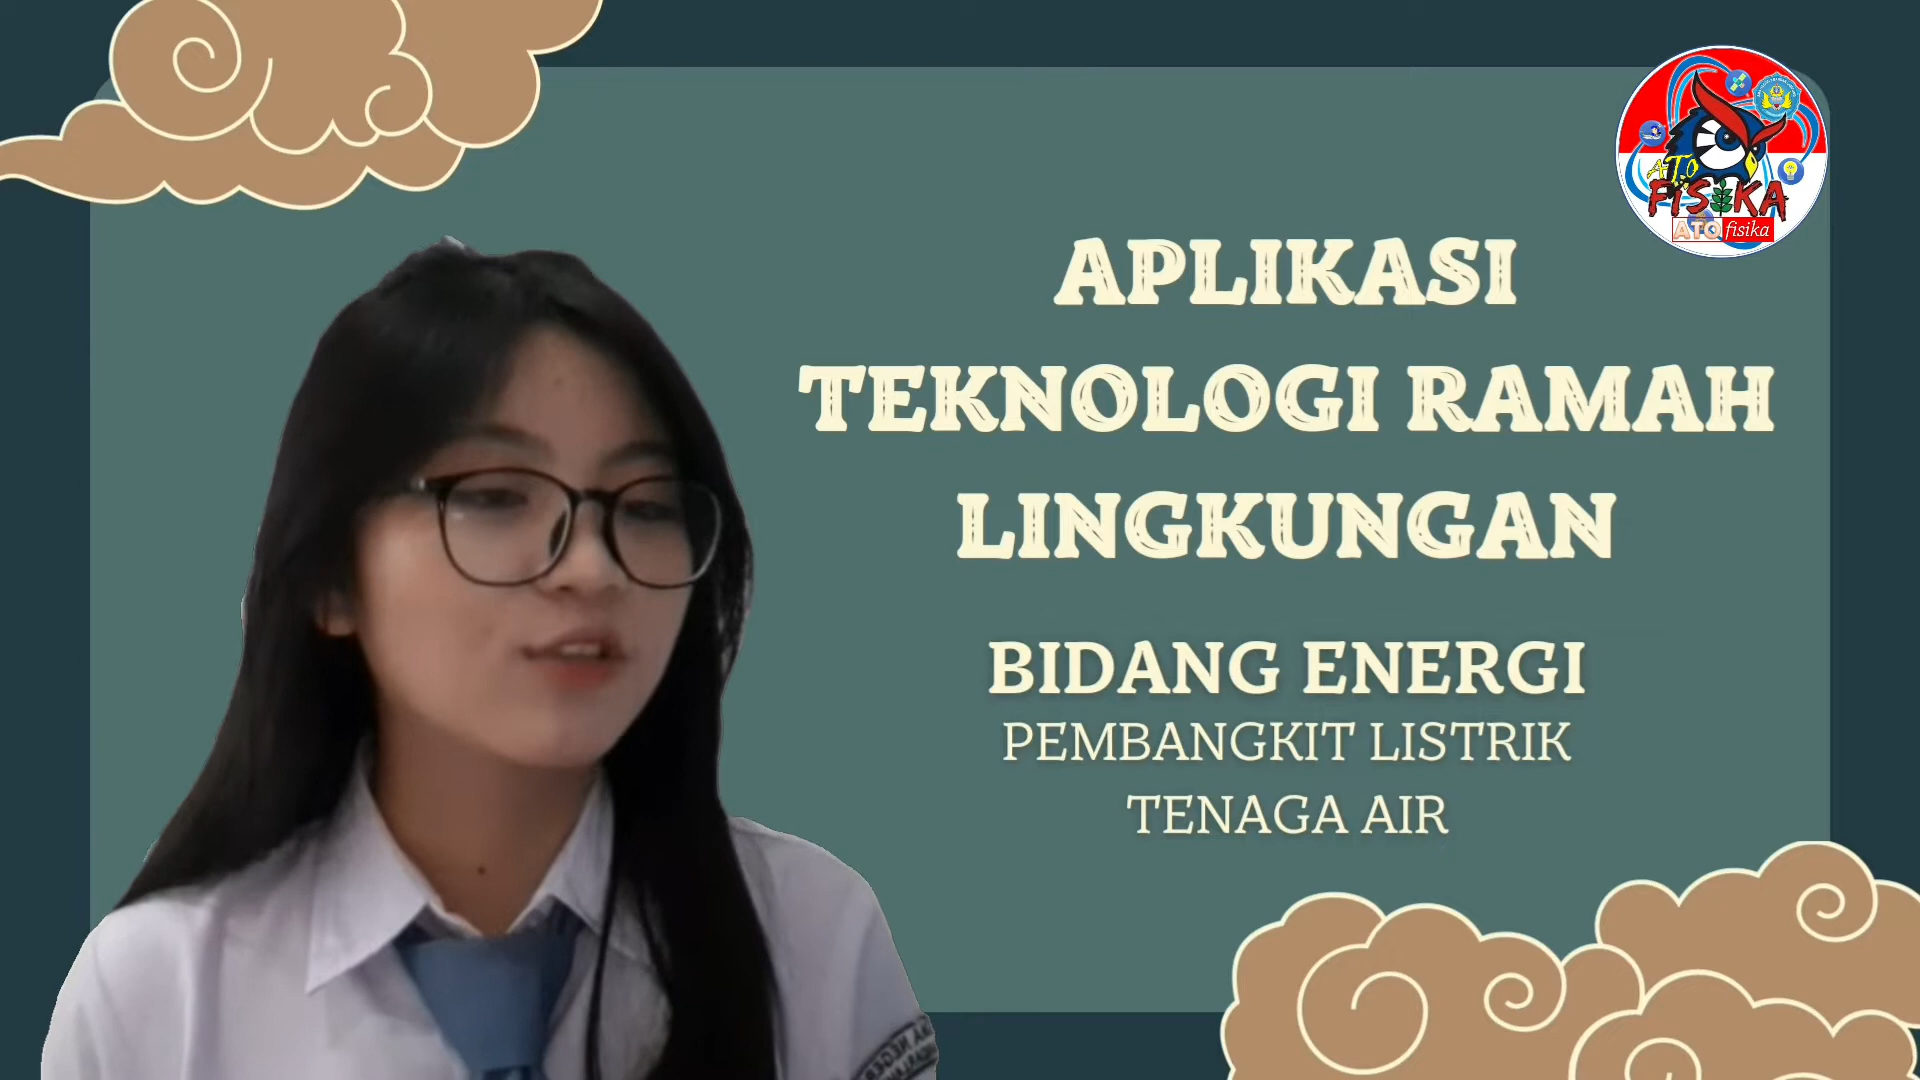 APLIKASI
TEKNOLOGI RAMAH
LINGKUNGAN
BIDANG ENERGI
PEMBANGKIT LISTRIK
TENAGA AIR
ATO
FISIKA
ATO fisika